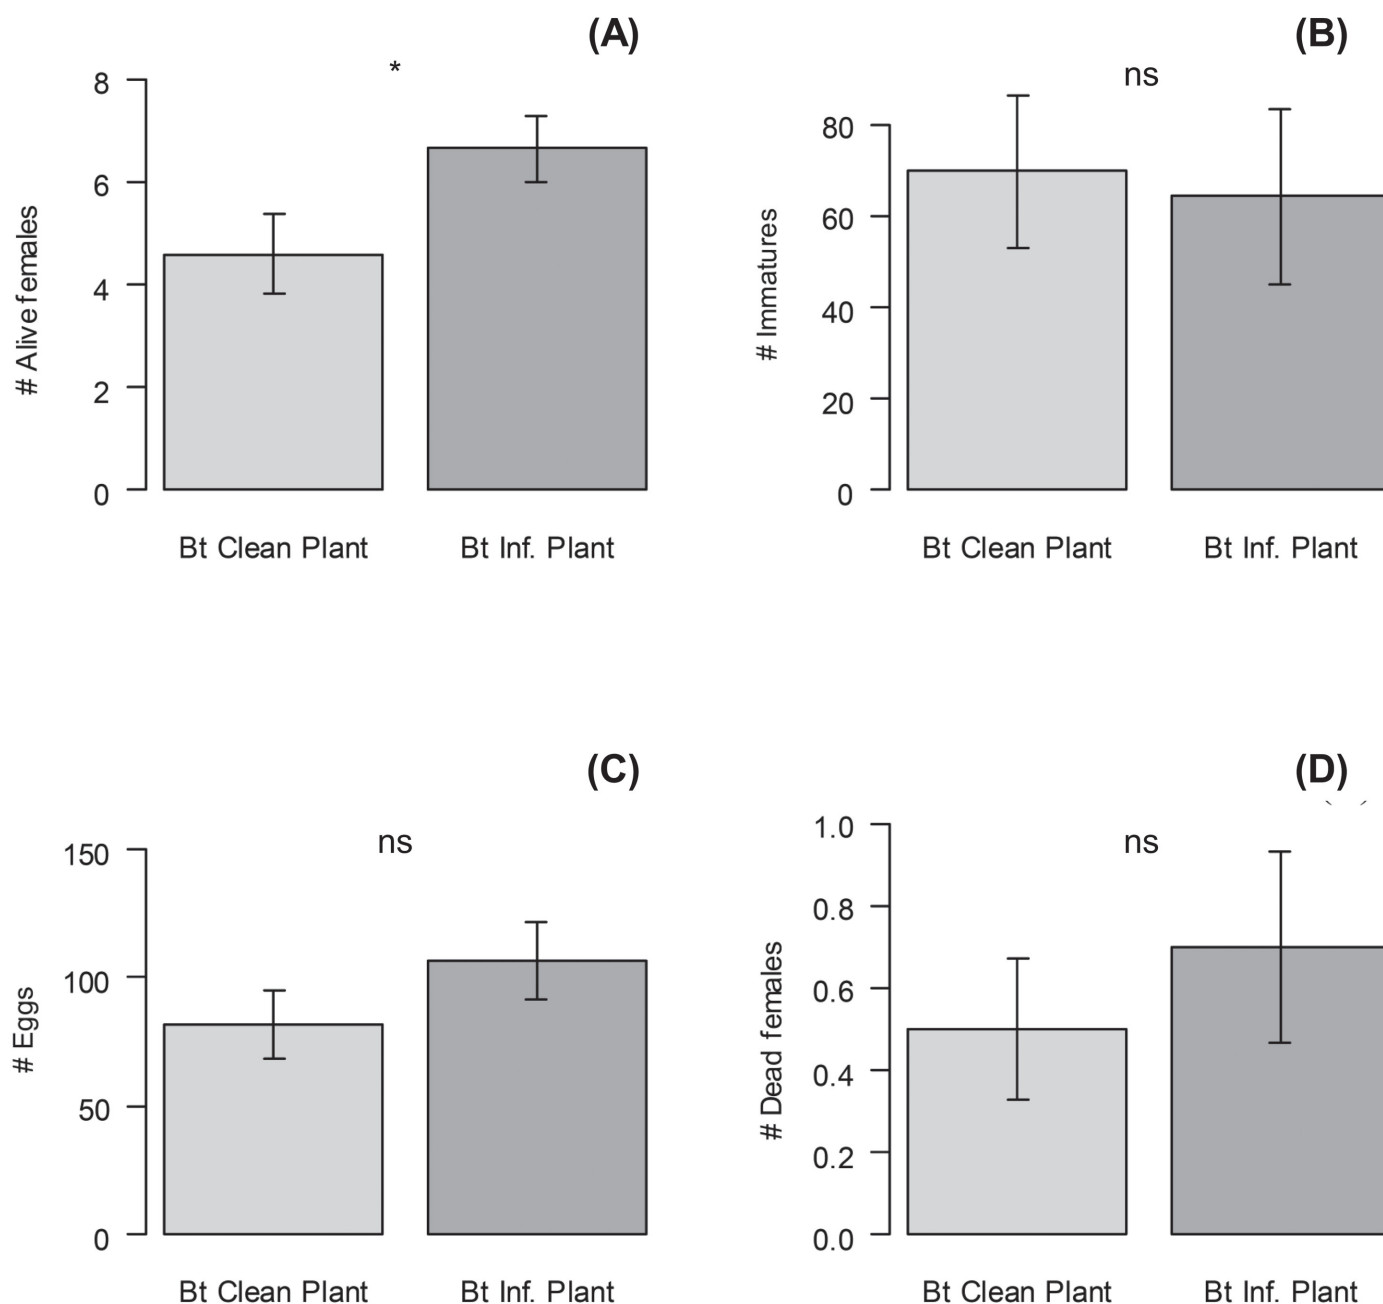 (A)
*
8
6
4
2
0
# Alive females
Bt Clean Plant
Bt Inf. Plant
(B)
ns
80
60
40
20
0
# Immatures
Bt Clean Plant
Bt Inf. Plant
(C)
ns
150
100
50
0
# Eggs
Bt Clean Plant
Bt Inf. Plant
(D)
ns
1.0
0.8
0.6
0.4
0.2
0.0
# Dead females
Bt Clean Plant
Bt Inf. Plant